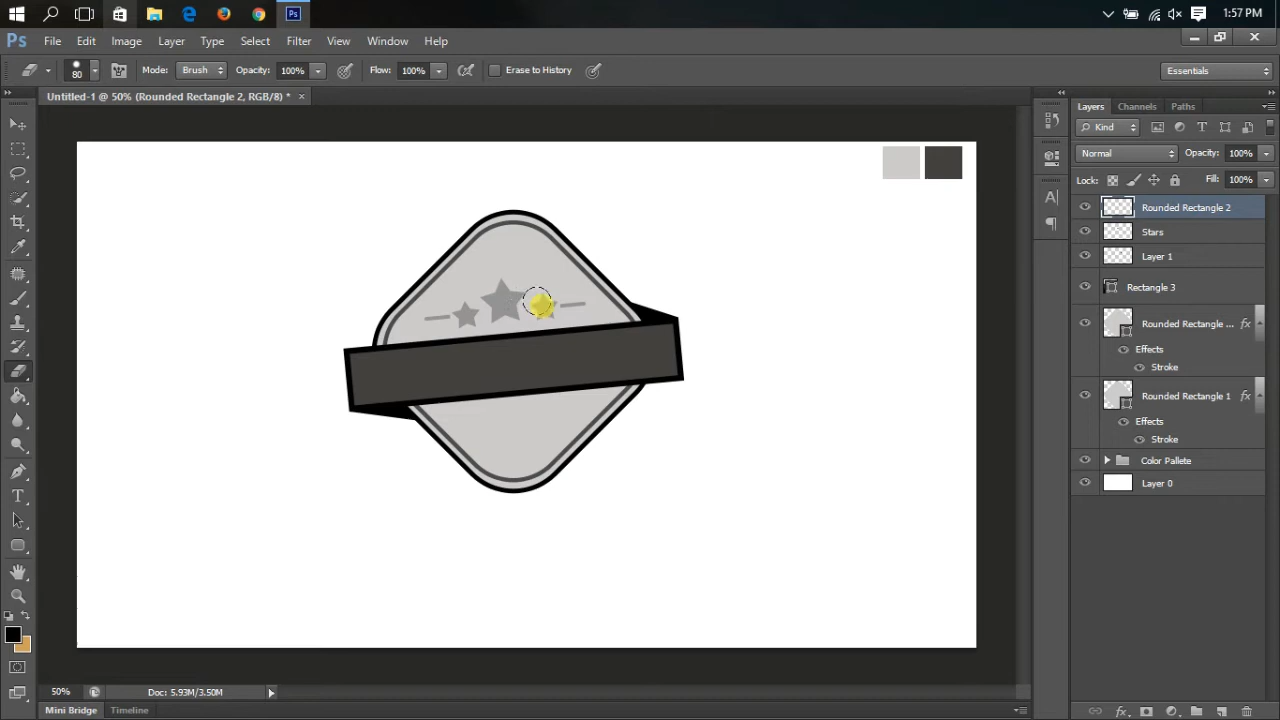 1:57 PM
Ps File Edit Image Layer Type Select Filter View Window Help
80 Mode: Brush Opacity: 100% Flow: 100% Erase to History Essentials
Untitled-1 @ 50% (Rounded Rectangle 2, RGB/8) * ×
Layers Channels Paths
Kind
Normal Opacity: 100%
Lock: Fill: 100%
Rounded Rectangle 2
Stars
Layer 1
Rectangle 3
Rounded Rectangle ... fx
Effects
Stroke
Rounded Rectangle 1 fx
Effects
Stroke
Color Pallete
Layer 0
50% Doc: 5.93M/3.50M
Mini Bridge Timeline